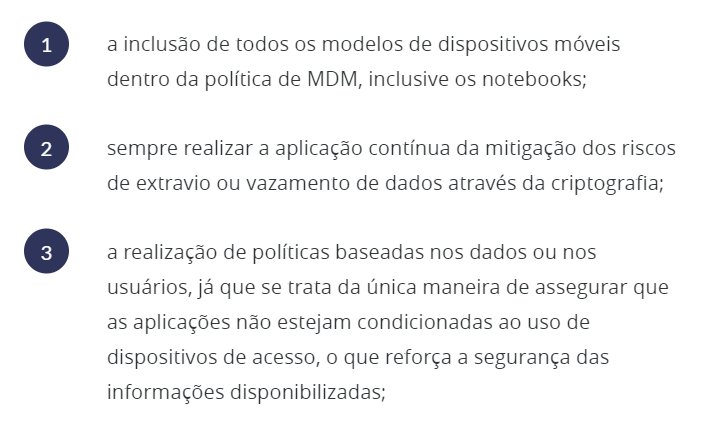 1 a inclusão de todos os modelos de dispositivos móveis
dentro da política de MDM, inclusive os notebooks;
2 sempre realizar a aplicação contínua da mitigação dos riscos
de extravio ou vazamento de dados através da criptografia;
3 a realização de políticas baseadas nos dados ou nos
usuários, já que se trata da única maneira de assegurar que
as aplicações não estejam condicionadas ao uso de
dispositivos de acesso, o que reforça a segurança das
informações disponibilizadas;